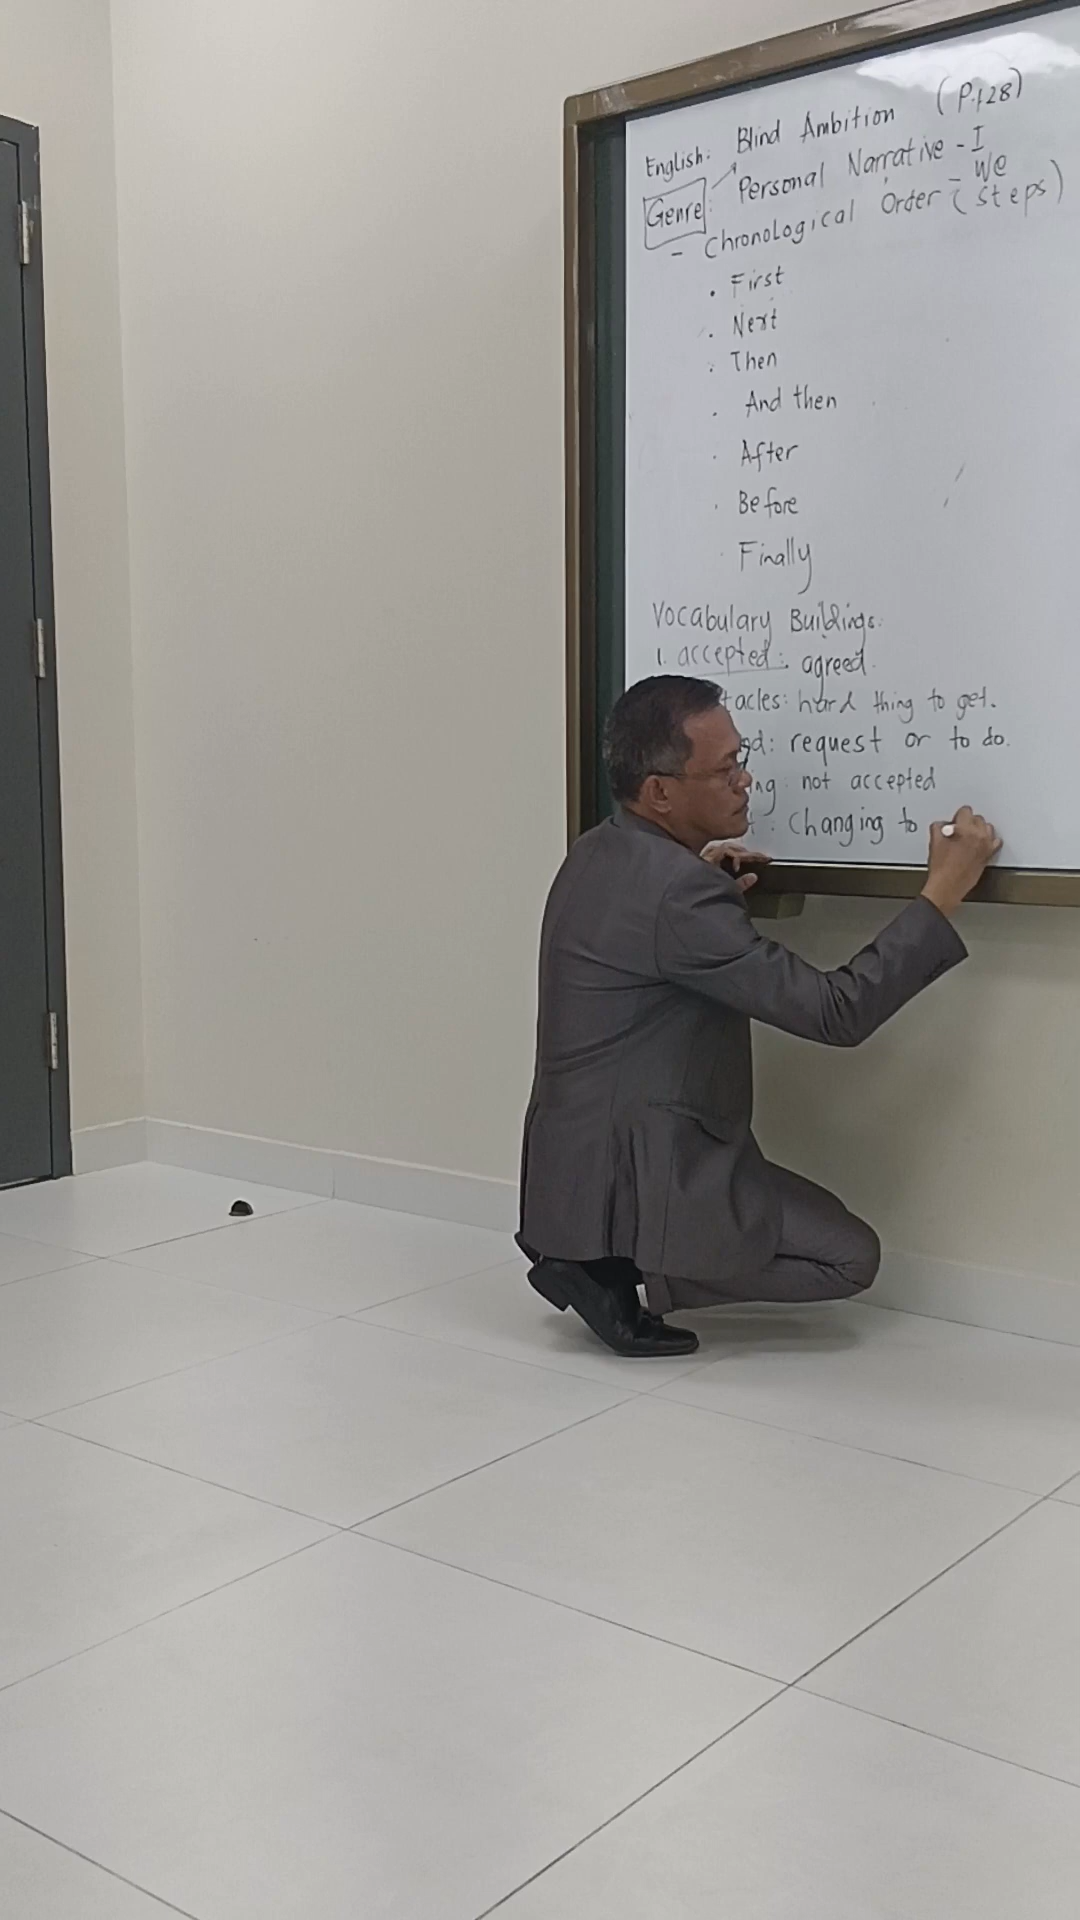 English: Blind Ambition (P.128)
Genre: Personal Narrative - I
- We
- Chronological Order - (steps)
. First
. Next
. Then
. And then
. After
. Before
. Finally
Vocabulary Buildings:
1. accepted: agreed.
tacles: hard thing to get.
: request or to do.
ing: not accepted
: Changing to